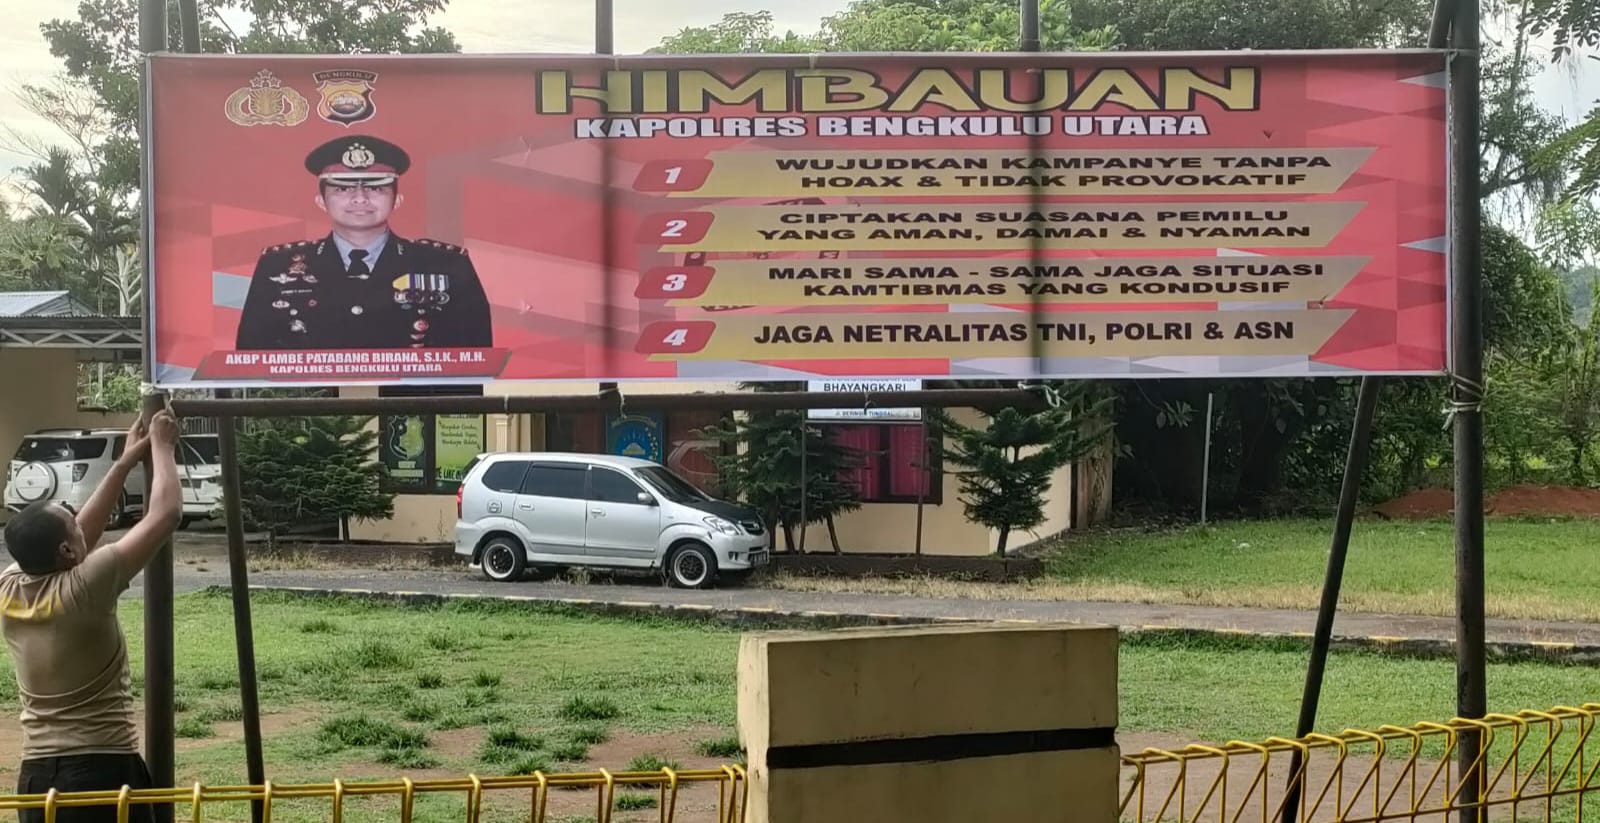 BENGKULU
HIMBAUAN
KAPOLRES BENGKULU UTARA
1 WUJUDKAN KAMPANYE TANPA
HOAX & TIDAK PROVOKATIF
2 CIPTAKAN SUASANA PEMILU
YANG AMAN, DAMAI & NYAMAN
3 MARI SAMA - SAMA JAGA SITUASI
KAMTIBMAS YANG KONDUSIF
4 JAGA NETRALITAS TNI, POLRI & ASN
AKBP LAMBE PATABANG BIRANA, S.I.K., M.H.
KAPOLRES BENGKULU UTARA
BHAYANGKARI